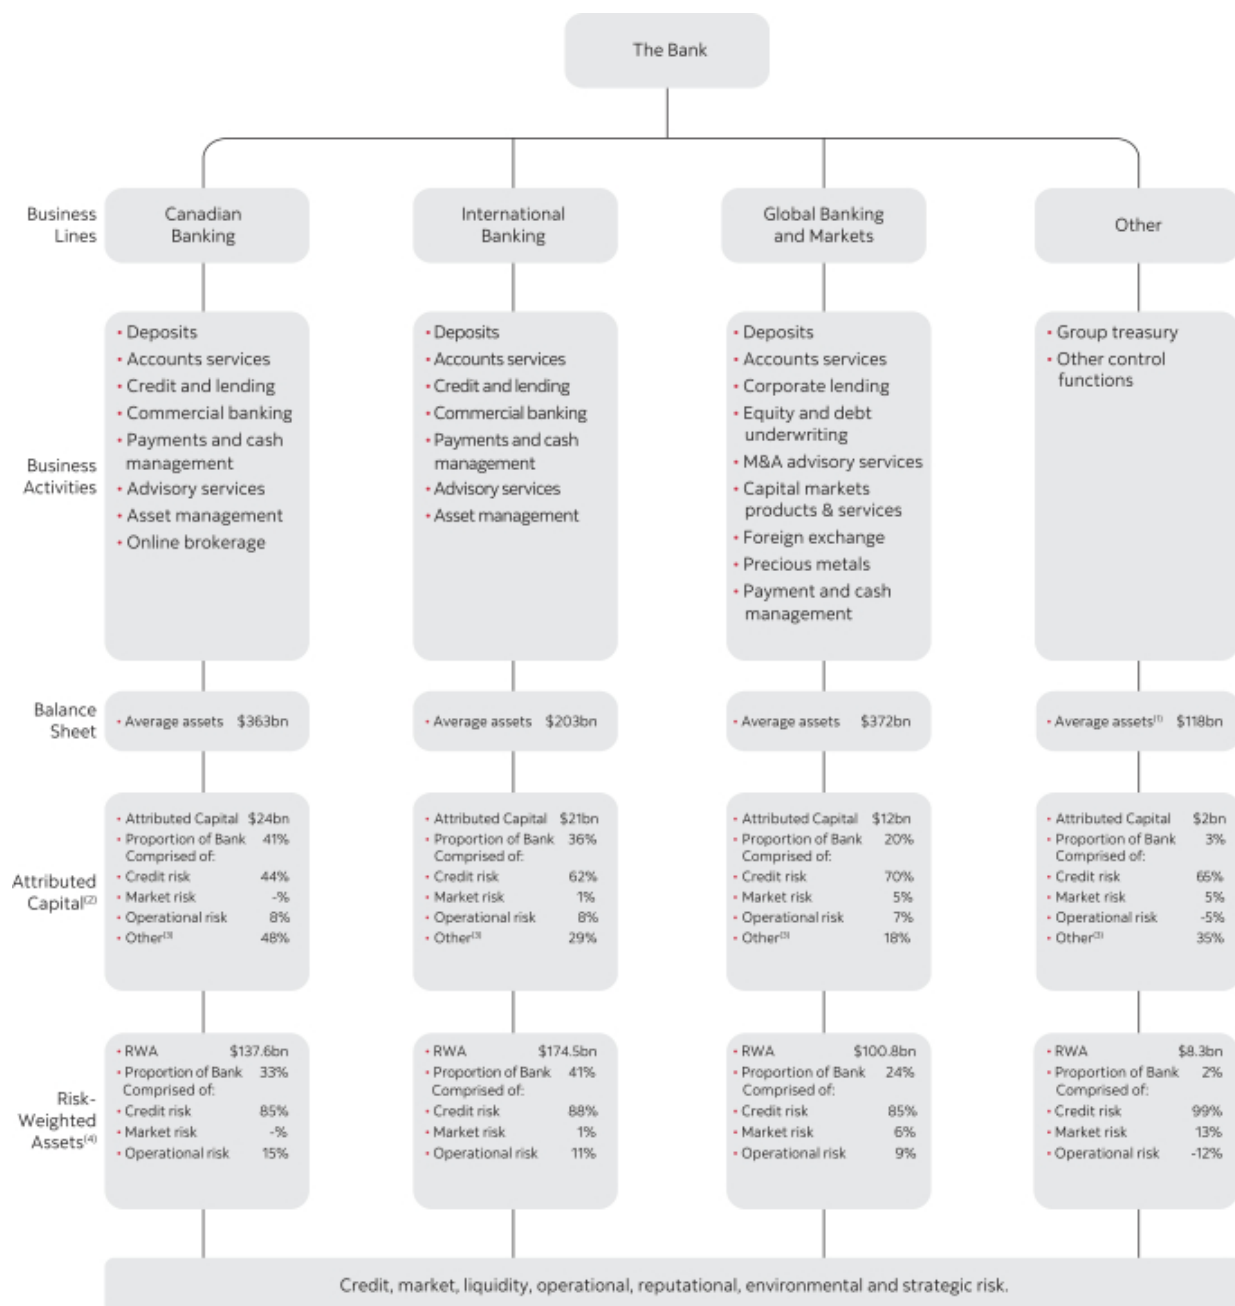 The Bank
Business
Lines
Canadian
Banking
International
Banking
Global Banking
and Markets
Other
Business
Activities
• Deposits
• Accounts services
• Credit and lending
• Commercial banking
• Payments and cash
management
• Advisory services
• Asset management
• Online brokerage
• Deposits
• Accounts services
• Credit and lending
• Commercial banking
• Payments and cash
management
• Advisory services
• Asset management
• Deposits
• Accounts services
• Corporate lending
• Equity and debt
underwriting
• M&A advisory services
• Capital markets
products & services
• Foreign exchange
• Precious metals
• Payment and cash
management
• Group treasury
• Other control
functions
Balance
Sheet
• Average assets $363bn
• Average assets $203bn
• Average assets $372bn
• Average assets(1) $118bn
Attributed
Capital(2)
• Attributed Capital $24bn
• Proportion of Bank 41%
Comprised of:
• Credit risk 44%
• Market risk -%
• Operational risk 8%
• Other(3) 48%
• Attributed Capital $21bn
• Proportion of Bank 36%
Comprised of:
• Credit risk 62%
• Market risk 1%
• Operational risk 8%
• Other(3) 29%
• Attributed Capital $12bn
• Proportion of Bank 20%
Comprised of:
• Credit risk 70%
• Market risk 5%
• Operational risk 7%
• Other(3) 18%
• Attributed Capital $2bn
• Proportion of Bank 3%
Comprised of:
• Credit risk 65%
• Market risk 5%
• Operational risk -5%
• Other(3) 35%
Risk-
Weighted
Assets(4)
• RWA $137.6bn
• Proportion of Bank 33%
Comprised of:
• Credit risk 85%
• Market risk -%
• Operational risk 15%
• RWA $174.5bn
• Proportion of Bank 41%
Comprised of:
• Credit risk 88%
• Market risk 1%
• Operational risk 11%
• RWA $100.8bn
• Proportion of Bank 24%
Comprised of:
• Credit risk 85%
• Market risk 6%
• Operational risk 9%
• RWA $8.3bn
• Proportion of Bank 2%
Comprised of:
• Credit risk 99%
• Market risk 13%
• Operational risk -12%
Credit, market, liquidity, operational, reputational, environmental and strategic risk.